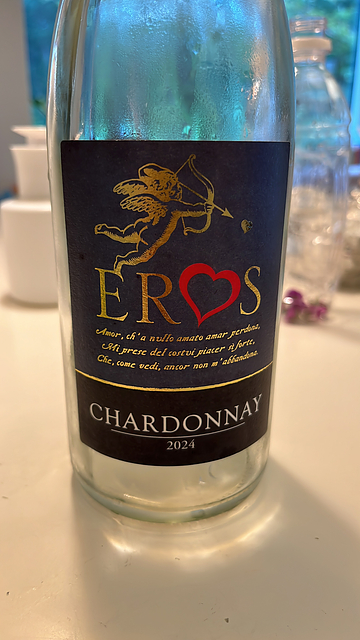 EROS
Amor, ch'a nullo amato amar perdona,
Mi prese del costui piacer sì forte,
Che, come vedi, ancor non m'abbandona.
CHARDONNAY
2024